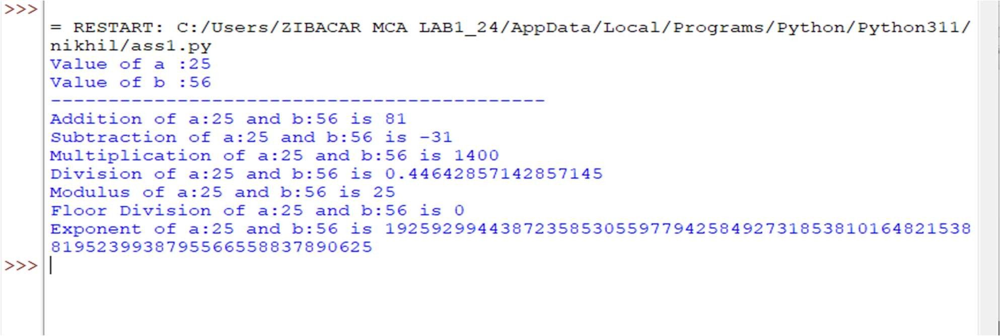 >>>
= RESTART: C:/Users/ZIBACAR MCA LAB1_24/AppData/Local/Programs/Python/Python311/
nikhil/ass1.py
Value of a :25
Value of b :56
-------------------------------------------
Addition of a:25 and b:56 is 81
Subtraction of a:25 and b:56 is -31
Multiplication of a:25 and b:56 is 1400
Division of a:25 and b:56 is 0.44642857142857145
Modulus of a:25 and b:56 is 25
Floor Division of a:25 and b:56 is 0
Exponent of a:25 and b:56 is 192592994438723585305597794258492731853810164821538
8195239938795566558837890625
>>>